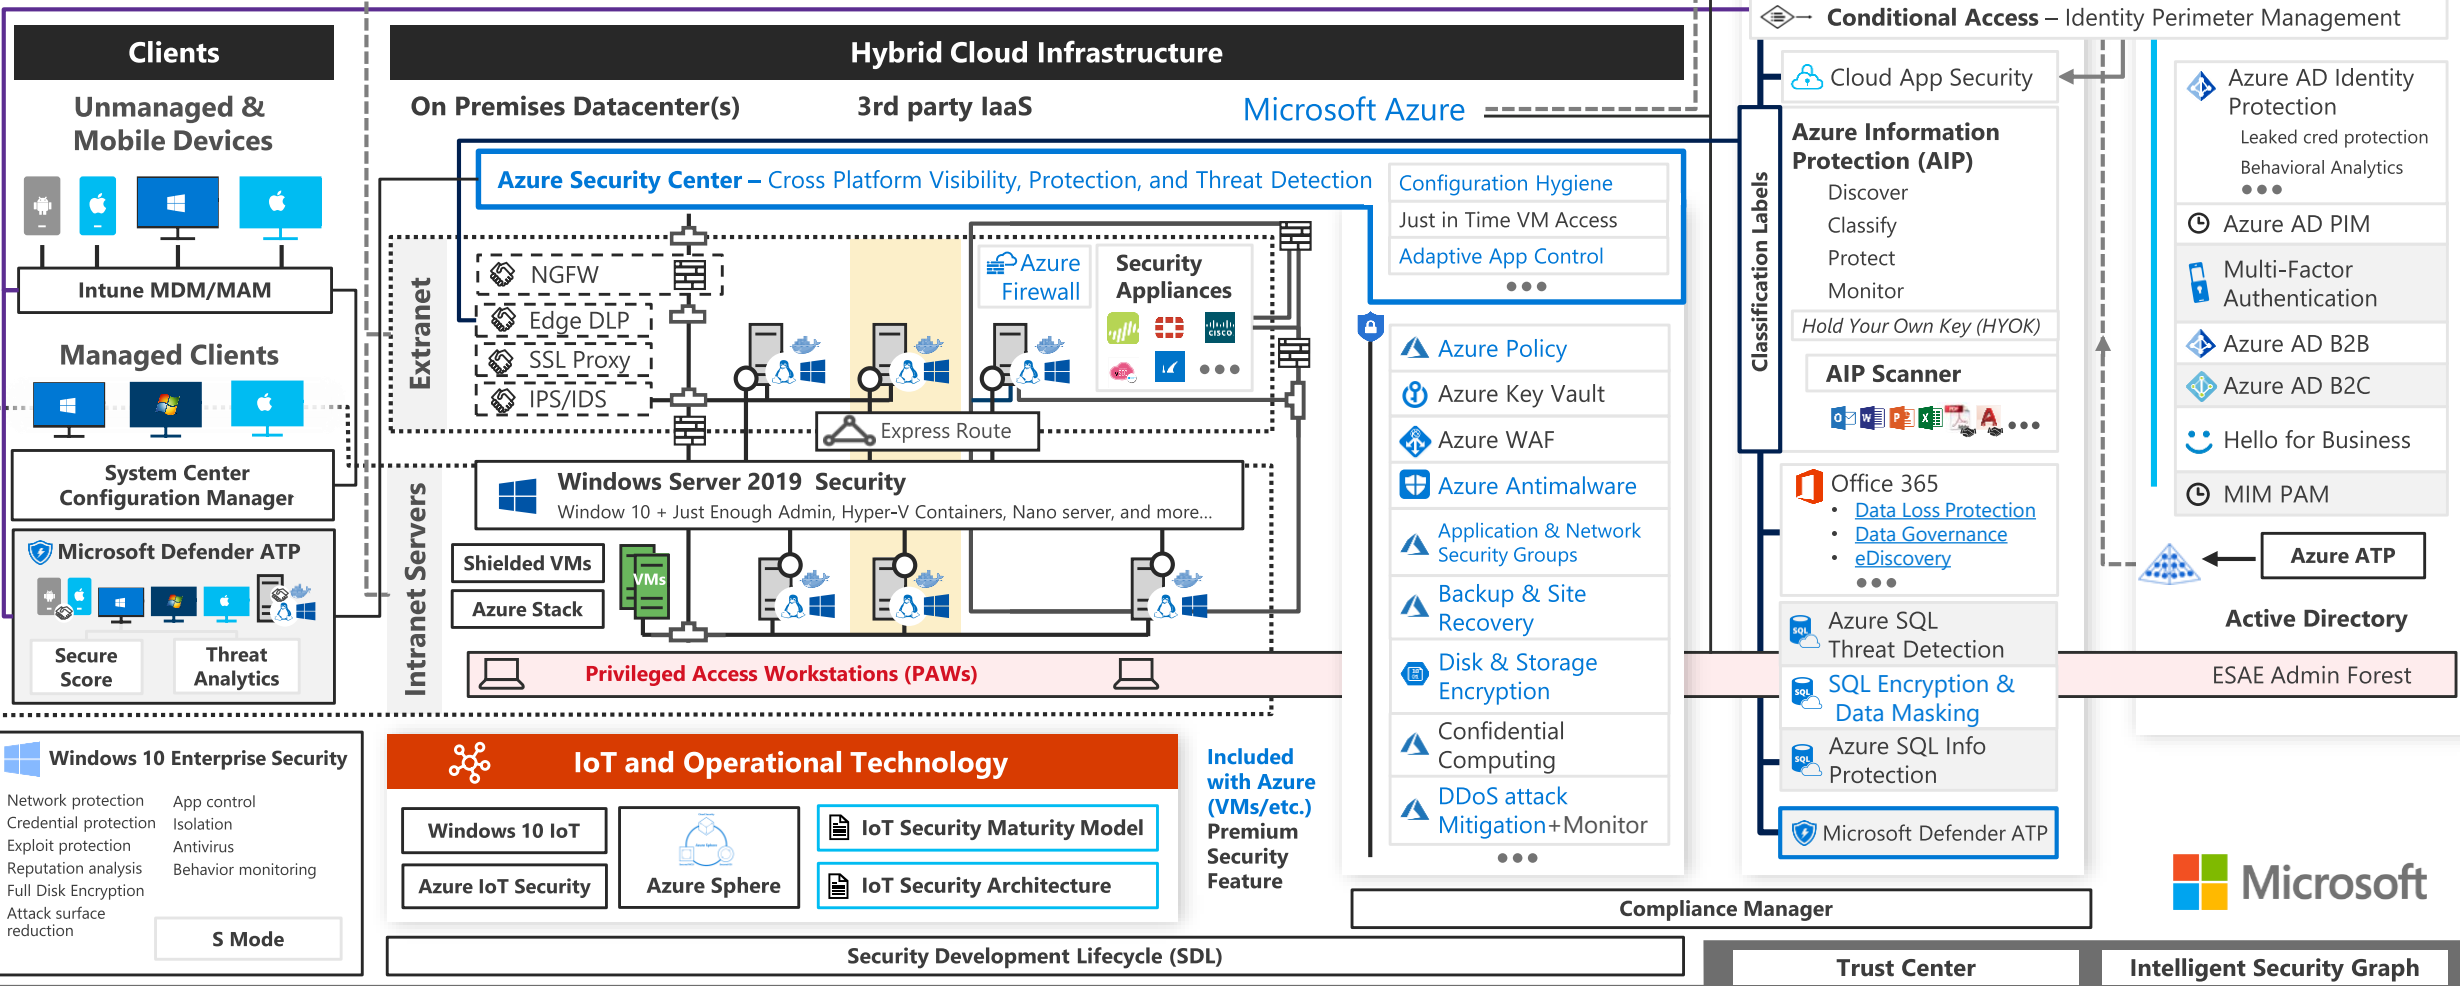 Conditional Access – Identity Perimeter Management
Clients
Unmanaged &
Mobile Devices
Intune MDM/MAM
Managed Clients
System Center
Configuration Manager
Microsoft Defender ATP
Secure
Score
Threat
Analytics
Windows 10 Enterprise Security
Network protection
Credential protection
Exploit protection
Reputation analysis
Full Disk Encryption
Attack surface
reduction
App control
Isolation
Antivirus
Behavior monitoring
S Mode
Hybrid Cloud Infrastructure
On Premises Datacenter(s)
3rd party IaaS
Microsoft Azure
Azure Security Center – Cross Platform Visibility, Protection, and Threat Detection
Configuration Hygiene
Just in Time VM Access
Adaptive App Control
Extranet
NGFW
Edge DLP
SSL Proxy
IPS/IDS
Azure
Firewall
Security
Appliances
CISCO
Express Route
Intranet Servers
Windows Server 2019 Security
Window 10 + Just Enough Admin, Hyper-V Containers, Nano server, and more...
Shielded VMs
Azure Stack
VMs
Privileged Access Workstations (PAWs)
Azure Policy
Azure Key Vault
Azure WAF
Azure Antimalware
Application & Network
Security Groups
Backup & Site
Recovery
Disk & Storage
Encryption
Confidential
Computing
DDoS attack
Mitigation+Monitor
IoT and Operational Technology
Windows 10 IoT
Azure IoT Security
Azure Sphere
IoT Security Maturity Model
IoT Security Architecture
Included
with Azure
(VMs/etc.)
Premium
Security
Feature
Security Development Lifecycle (SDL)
Compliance Manager
Classification Labels
Cloud App Security
Azure Information
Protection (AIP)
Discover
Classify
Protect
Monitor
Hold Your Own Key (HYOK)
AIP Scanner
Office 365
• Data Loss Protection
• Data Governance
• eDiscovery
SQL
Azure SQL
Threat Detection
SQL
SQL Encryption &
Data Masking
SQL
Azure SQL Info
Protection
Microsoft Defender ATP
Azure AD Identity
Protection
Leaked cred protection
Behavioral Analytics
Azure AD PIM
Multi-Factor
Authentication
Azure AD B2B
Azure AD B2C
Hello for Business
MIM PAM
Azure ATP
Active Directory
ESAE Admin Forest
Microsoft
Trust Center
Intelligent Security Graph